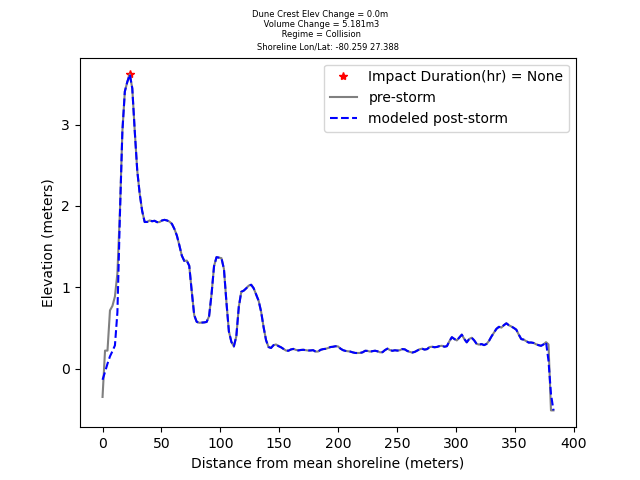 Dune Crest Elev Change = 0.0m
Volume Change = 5.181m3
Regime = Collision
Shoreline Lon/Lat: -80.259 27.388
Impact Duration(hr) = None
pre-storm
modeled post-storm
Elevation (meters)
3
2
1
0
0 50 100 150 200 250 300 350 400
Distance from mean shoreline (meters)